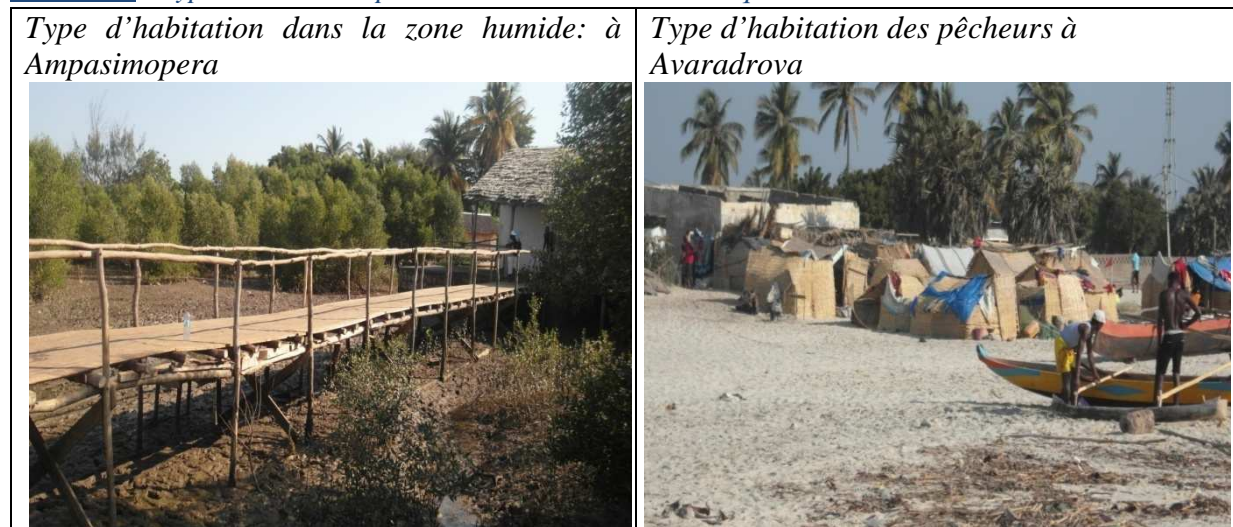 Type d'habitation dans la zone humide: à
Ampasimopera
Type d'habitation des pêcheurs à
Avaradrova